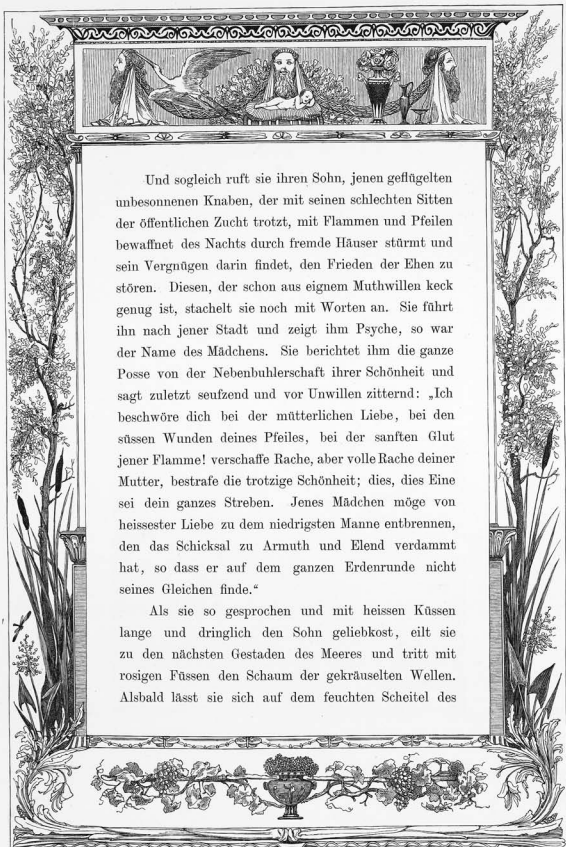 Und sogleich ruft sie ihren Sohn, jenen geflügelten
unbesonnenen Knaben, der mit seinen schlechten Sitten
der öffentlichen Zucht trotzt, mit Flammen und Pfeilen
bewaffnet des Nachts durch fremde Häuser stürmt und
sein Vergnügen darin findet, den Frieden der Ehen zu
stören. Diesen, der schon aus eignem Muthwillen keck
genug ist, stachelt sie noch mit Worten an. Sie führt
ihn nach jener Stadt und zeigt ihm Psyche, so war
der Name des Mädchens. Sie berichtet ihm die ganze
Posse von der Nebenbuhlerschaft ihrer Schönheit und
sagt zuletzt seufzend und vor Unwillen zitternd: „Ich
beschwöre dich bei der mütterlichen Liebe, bei den
süssen Wunden deines Pfeiles, bei der sanften Glut
jener Flamme! verschaffe Rache, aber volle Rache deiner
Mutter, bestrafe die trotzige Schönheit; dies, dies Eine
sei dein ganzes Streben. Jenes Mädchen möge von
heissester Liebe zu dem niedrigsten Manne entbrennen,
den das Schicksal zu Armuth und Elend verdammt
hat, so dass er auf dem ganzen Erdenrunde nicht
seines Gleichen finde.“
Als sie so gesprochen und mit heissen Küssen
lange und dringlich den Sohn geliebkost, eilt sie
zu den nächsten Gestaden des Meeres und tritt mit
rosigen Füssen den Schaum der gekräuselten Wellen.
Alsbald lässt sie sich auf dem feuchten Scheitel des